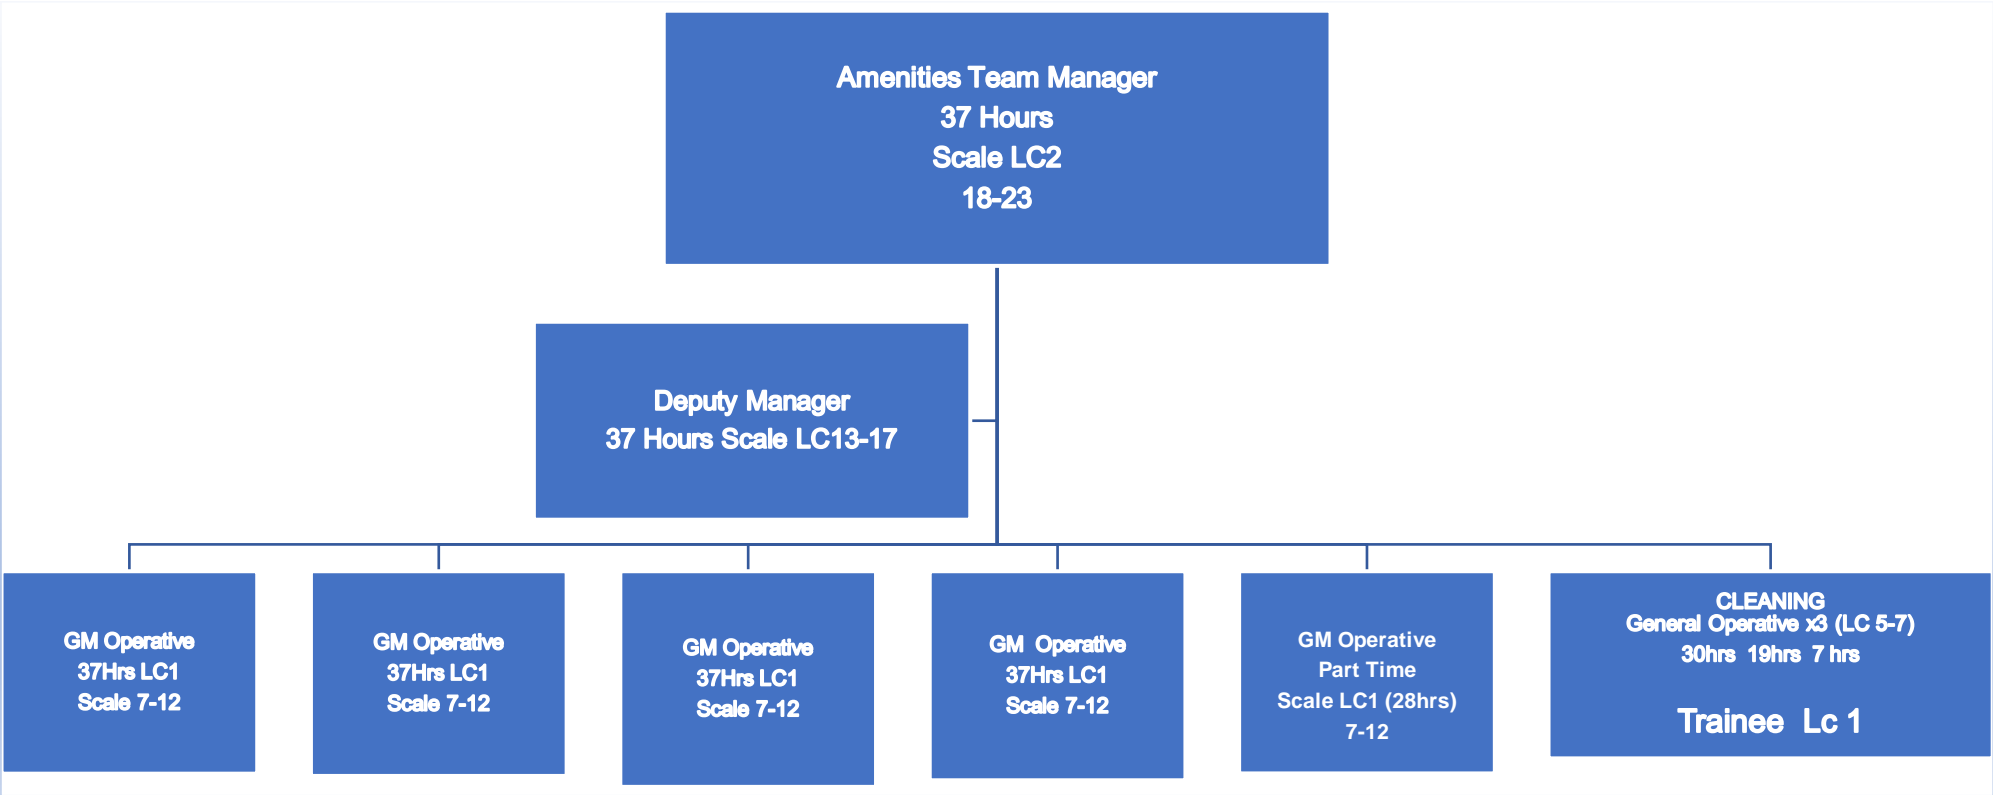 Amenities Team Manager
37 Hours
Scale LC2
18-23
Deputy Manager
37 Hours Scale LC13-17
GM Operative
37Hrs LC1
Scale 7-12
GM Operative
37Hrs LC1
Scale 7-12
GM Operative
37Hrs LC1
Scale 7-12
GM  Operative
37Hrs LC1
Scale 7-12
GM Operative
Part Time
Scale LC1 (28hrs)
7-12
CLEANING
General Operative x3 (LC 5-7)
30hrs  19hrs  7 hrs
Trainee  Lc 1